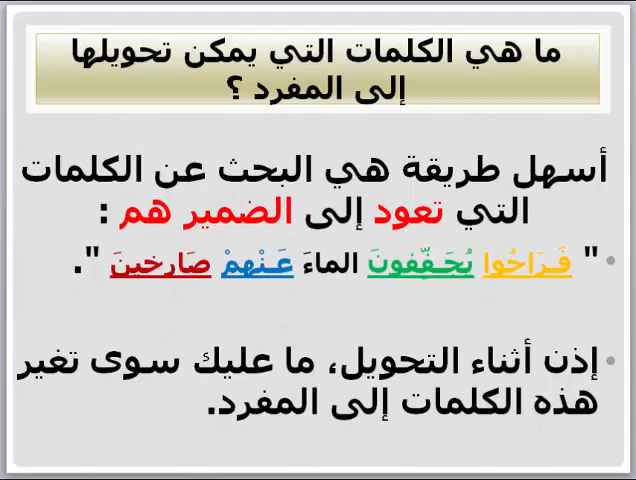 ما هي الكلمات التي يمكن تحويلها
إلى المفرد ؟
أسهل طريقة هي البحث عن الكلمات
التي تعود إلى الضمير هم :
• " فَـرَاحُوا يُجَـفِّفونَ الماءَ عَـنْهِمْ صَارخينَ ".
• إذن أثناء التحويل، ما عليك سوى تغير
هذه الكلمات إلى المفرد.